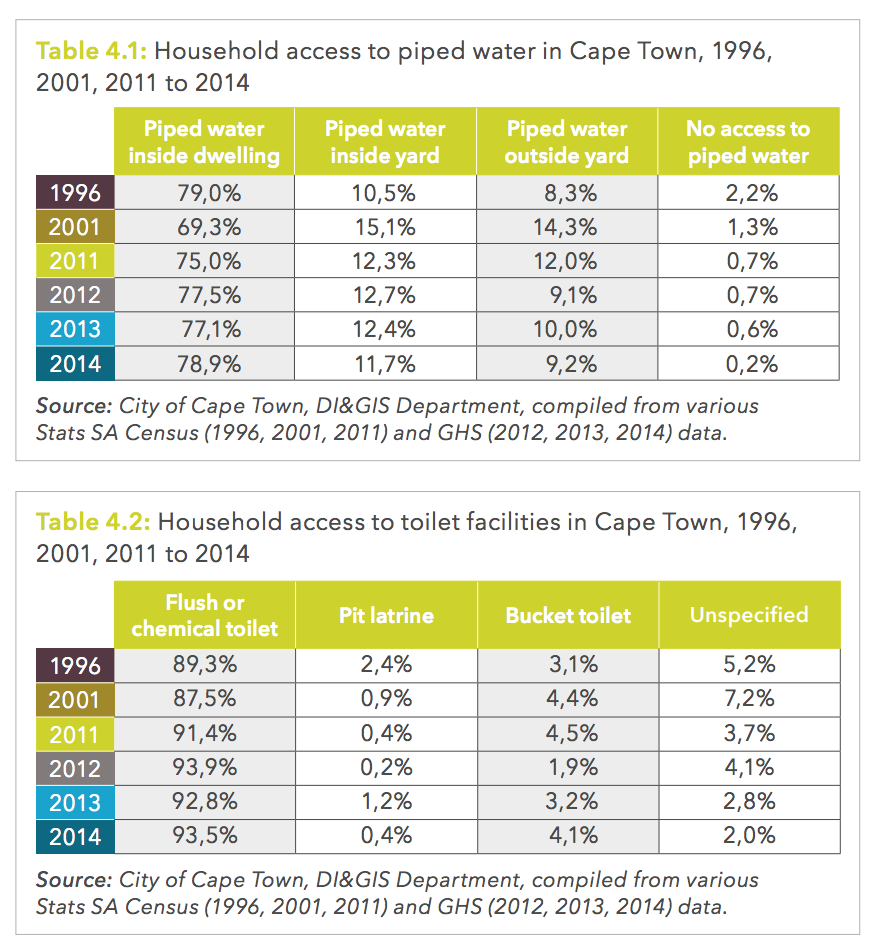 Table 4.1: Household access to piped water in Cape Town, 1996,
2001, 2011 to 2014
Piped water inside dwelling Piped water inside yard Piped water outside yard No access to piped water
1996 79,0% 10,5% 8,3% 2,2%
2001 69,3% 15,1% 14,3% 1,3%
2011 75,0% 12,3% 12,0% 0,7%
2012 77,5% 12,7% 9,1% 0,7%
2013 77,1% 12,4% 10,0% 0,6%
2014 78,9% 11,7% 9,2% 0,2%
Source: City of Cape Town, DI&GIS Department, compiled from various
Stats SA Census (1996, 2001, 2011) and GHS (2012, 2013, 2014) data.
Table 4.2: Household access to toilet facilities in Cape Town, 1996,
2001, 2011 to 2014
Flush or chemical toilet Pit latrine Bucket toilet Unspecified
1996 89,3% 2,4% 3,1% 5,2%
2001 87,5% 0,9% 4,4% 7,2%
2011 91,4% 0,4% 4,5% 3,7%
2012 93,9% 0,2% 1,9% 4,1%
2013 92,8% 1,2% 3,2% 2,8%
2014 93,5% 0,4% 4,1% 2,0%
Source: City of Cape Town, DI&GIS Department, compiled from various
Stats SA Census (1996, 2001, 2011) and GHS (2012, 2013, 2014) data.